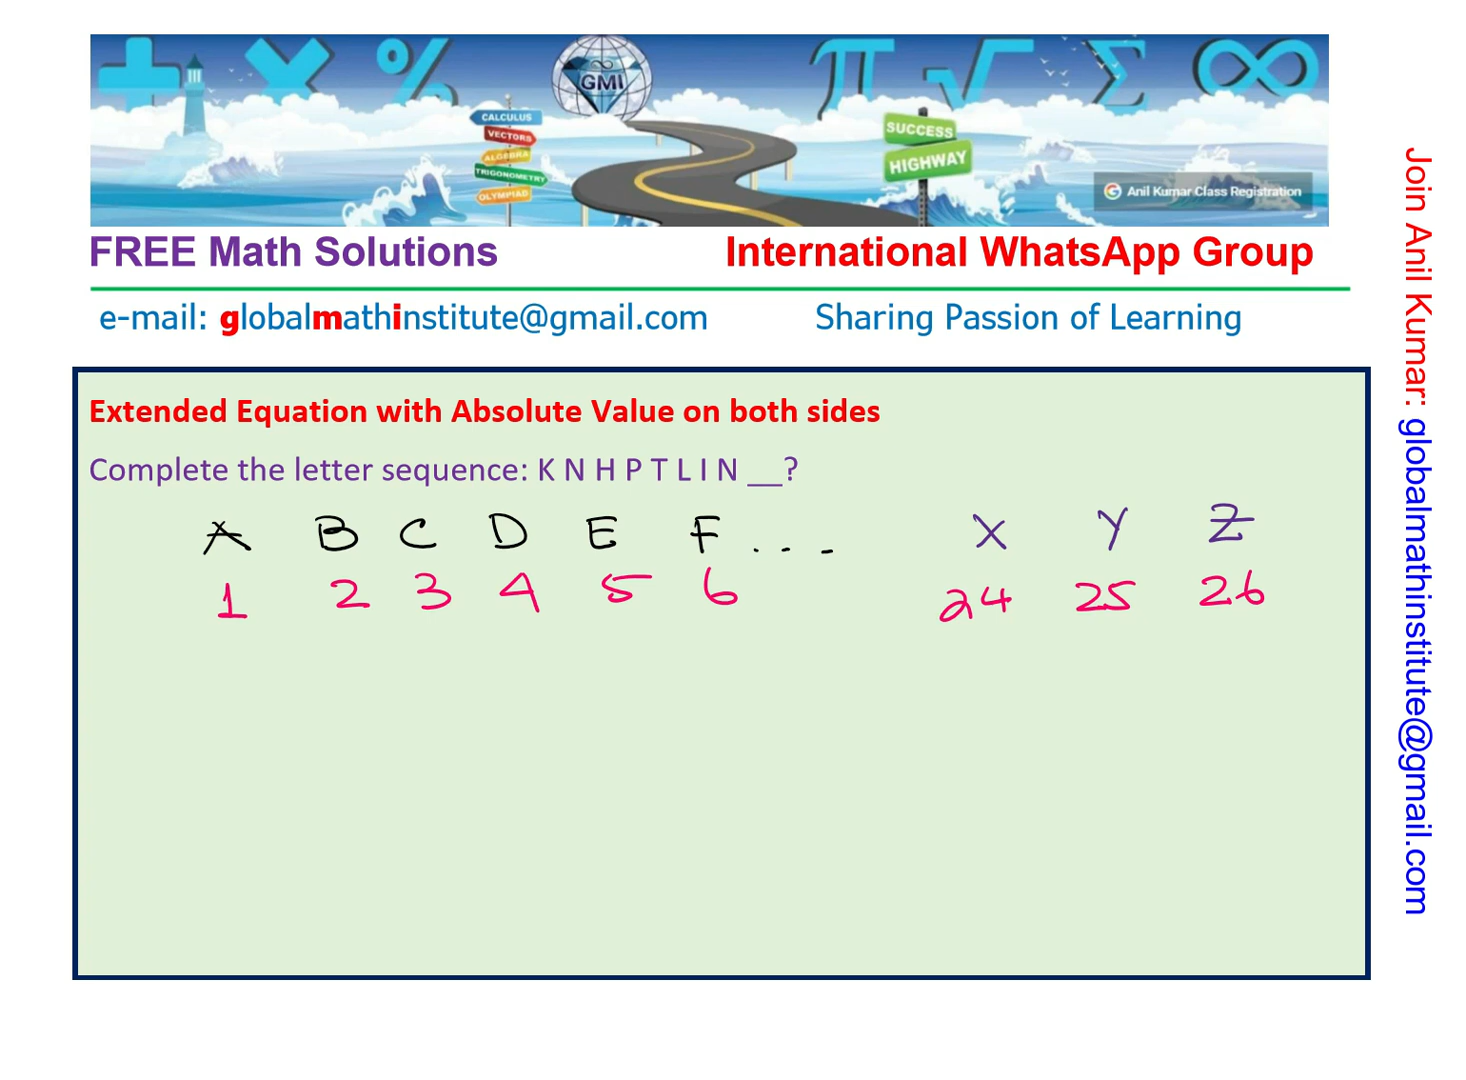 GMI
CALCULUS
VECTORS
ALGEBRA
TRIGONOMETRY
OLYMPIAD
SUCCESS
HIGHWAY
Anil Kumar Class Registration
FREE Math Solutions International WhatsApp Group
e-mail: globalmathinstitute@gmail.com Sharing Passion of Learning
Extended Equation with Absolute Value on both sides
Complete the letter sequence: K N H P T L I N __?
A B C D E F ... X Y Z
1 2 3 4 5 6 24 25 26
Join Anil Kumar: globalmathinstitute@gmail.com